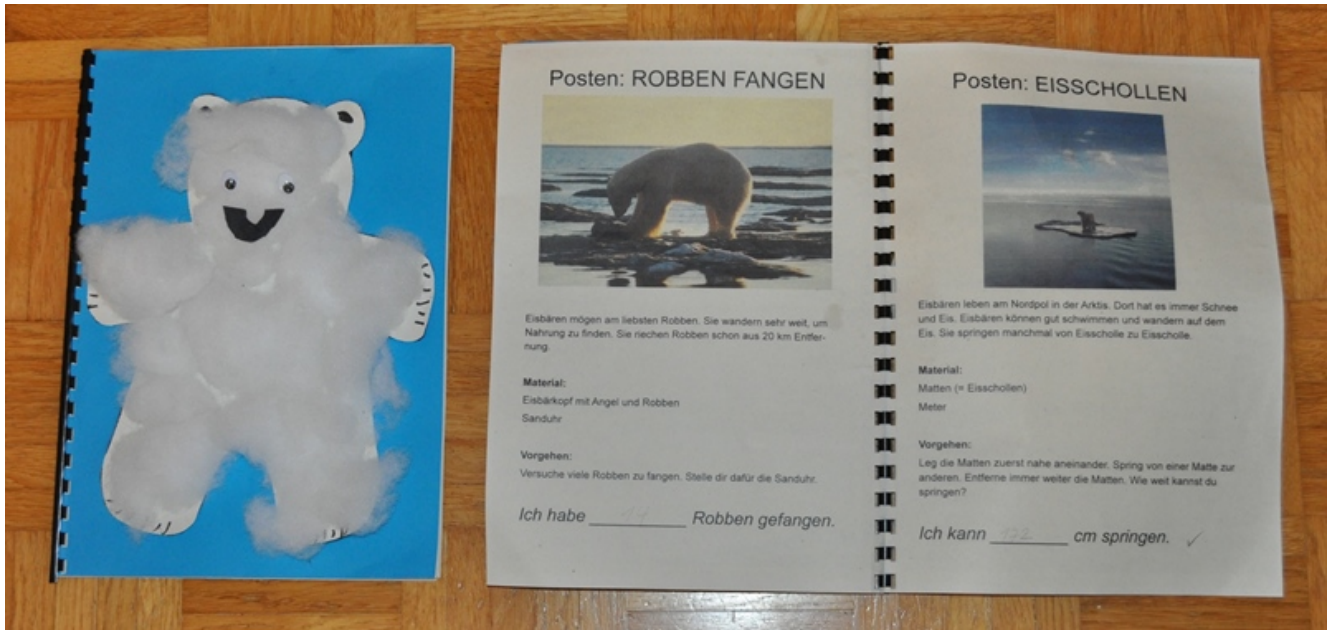 Posten: ROBBEN FANGEN
Eisbären mögen am liebsten Robben. Sie wandern sehr weit, um
Nahrung zu finden. Sie riechen Robben schon aus 20 km Entfer-
nung.
Material:
Eisbärkopf mit Angel und Robben
Sanduhr
Vorgehen:
Versuche viele Robben zu fangen. Stelle dir dafür die Sanduhr.
Ich habe 14 Robben gefangen.
Posten: EISSCHOLLEN
Eisbären leben am Nordpol in der Arktis. Dort hat es immer Schnee
und Eis. Eisbären können gut schwimmen und wandern auf dem
Eis. Sie springen manchmal von Eisscholle zu Eisscholle.
Material:
Matten (= Eisschollen)
Meter
Vorgehen:
Leg die Matten zuerst nahe aneinander. Spring von einer Matte zur
anderen. Entferne immer weiter die Matten. Wie weit kannst du
springen?
Ich kann 122 cm springen. ✓